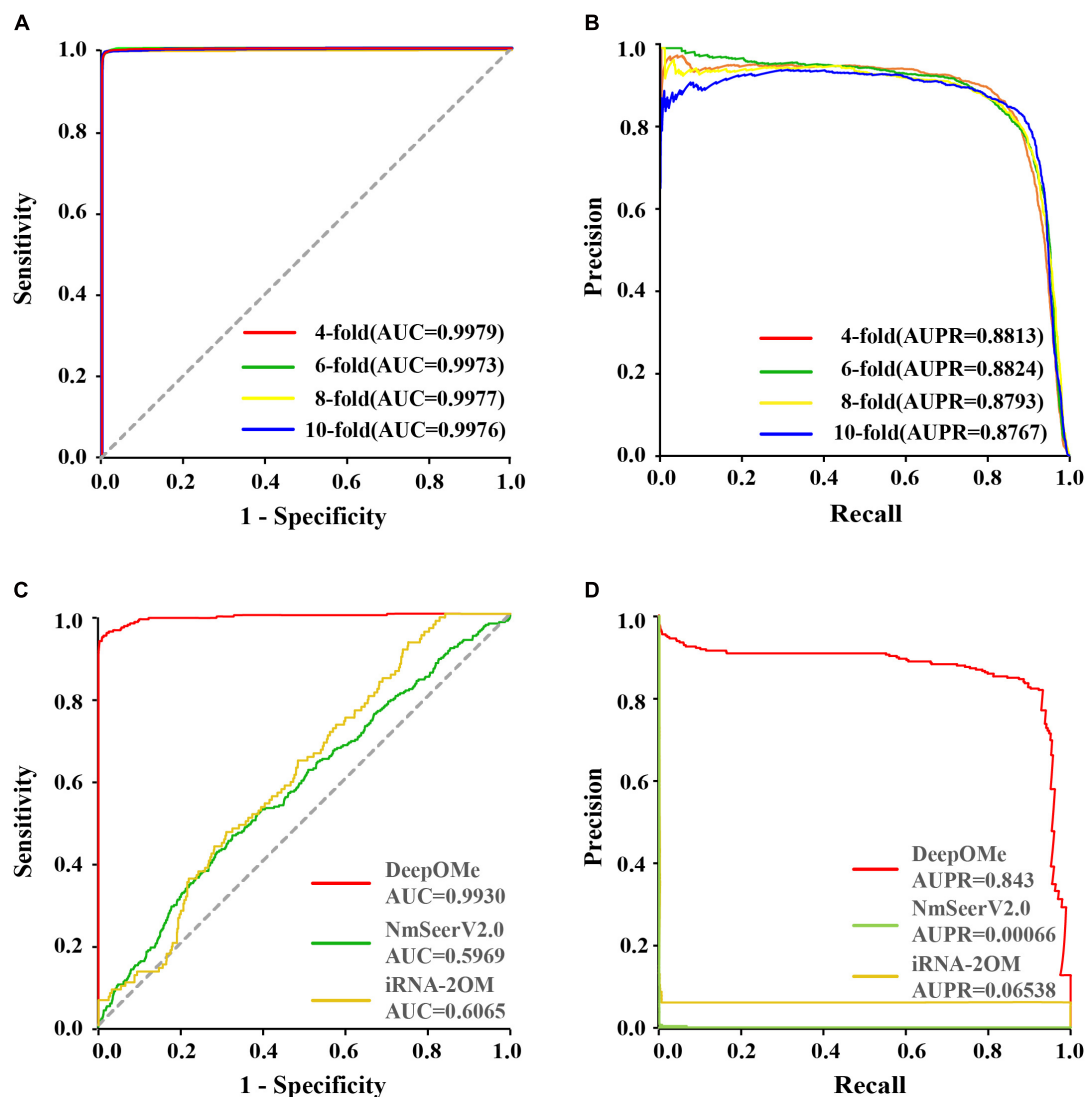 A
1.0
0.8
0.6
0.4
0.2
0.0
Sensitivity
4-fold(AUC=0.9979)
6-fold(AUC=0.9973)
8-fold(AUC=0.9977)
10-fold(AUC=0.9976)
0.0 0.2 0.4 0.6 0.8 1.0
1 - Specificity
B
1.0
0.8
0.6
0.4
0.2
0.0
Precision
4-fold(AUPR=0.8813)
6-fold(AUPR=0.8824)
8-fold(AUPR=0.8793)
10-fold(AUPR=0.8767)
0.0 0.2 0.4 0.6 0.8 1.0
Recall
C
1.0
0.8
0.6
0.4
0.2
0.0
Sensitivity
DeepOMe
AUC=0.9930
NmSeerV2.0
AUC=0.5969
iRNA-2OM
AUC=0.6065
0.0 0.2 0.4 0.6 0.8 1.0
1 - Specificity
D
1.0
0.8
0.6
0.4
0.2
0.0
Precision
DeepOMe
AUPR=0.843
NmSeerV2.0
AUPR=0.00066
iRNA-2OM
AUPR=0.06538
0.0 0.2 0.4 0.6 0.8 1.0
Recall